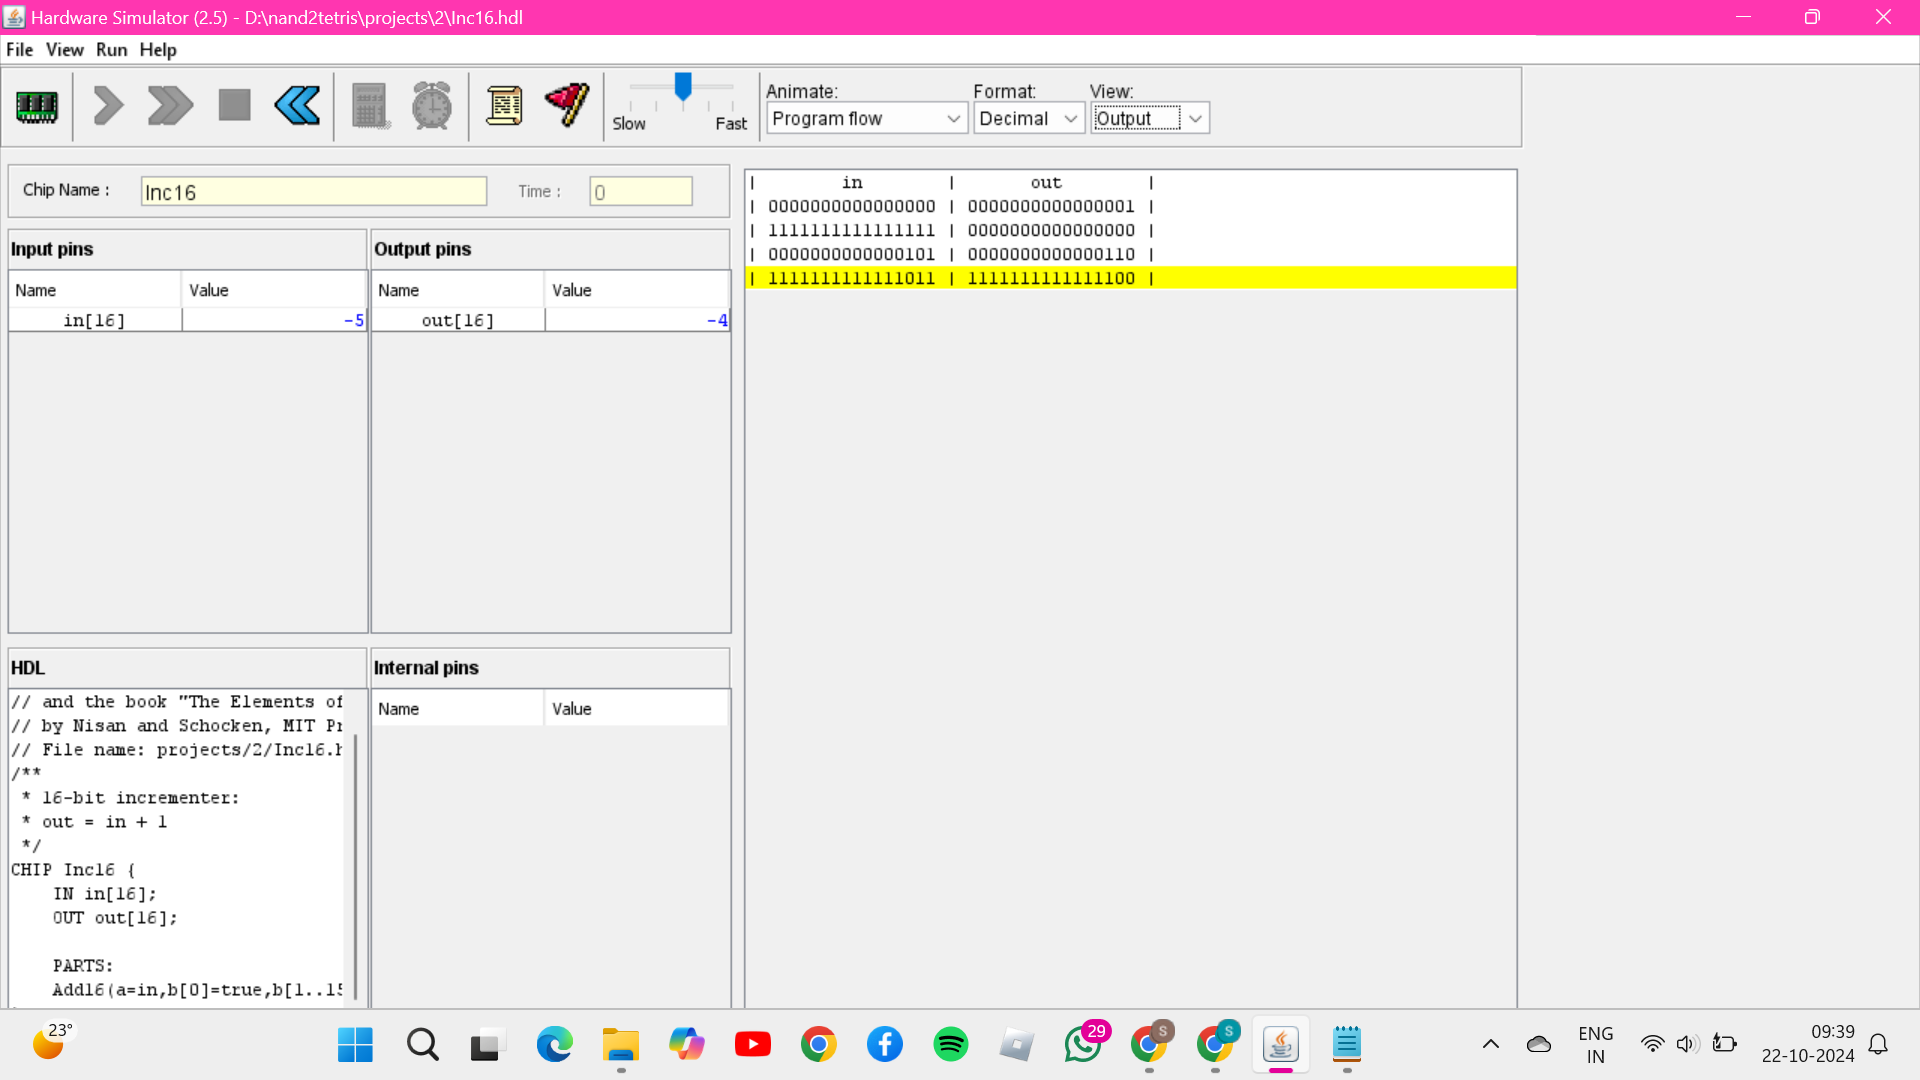 Hardware Simulator (2.5) - D:\nand2tetris\projects\2\Inc16.hdl
File View Run Help
Slow Fast
Animate: Format: View:
Program flow Decimal Output
Chip Name : Inc16 Time : 0
Input pins Output pins
Name Value Name Value
in[16] -5 out[16] -4
| in | out |
| 0000000000000000 | 0000000000000001 |
| 1111111111111111 | 0000000000000000 |
| 0000000000000101 | 0000000000000110 |
| 1111111111111011 | 1111111111111100 |
HDL Internal pins
Name Value
// and the book "The Elements of
// by Nisan and Schocken, MIT Pr
// File name: projects/2/Inc16.h
/**
* 16-bit incrementer:
* out = in + 1
*/
CHIP Inc16 {
IN in[16];
OUT out[16];
PARTS:
Add16(a=in,b[0]=true,b[1..15
23°
29
S
S
ENG
IN
09:39
22-10-2024